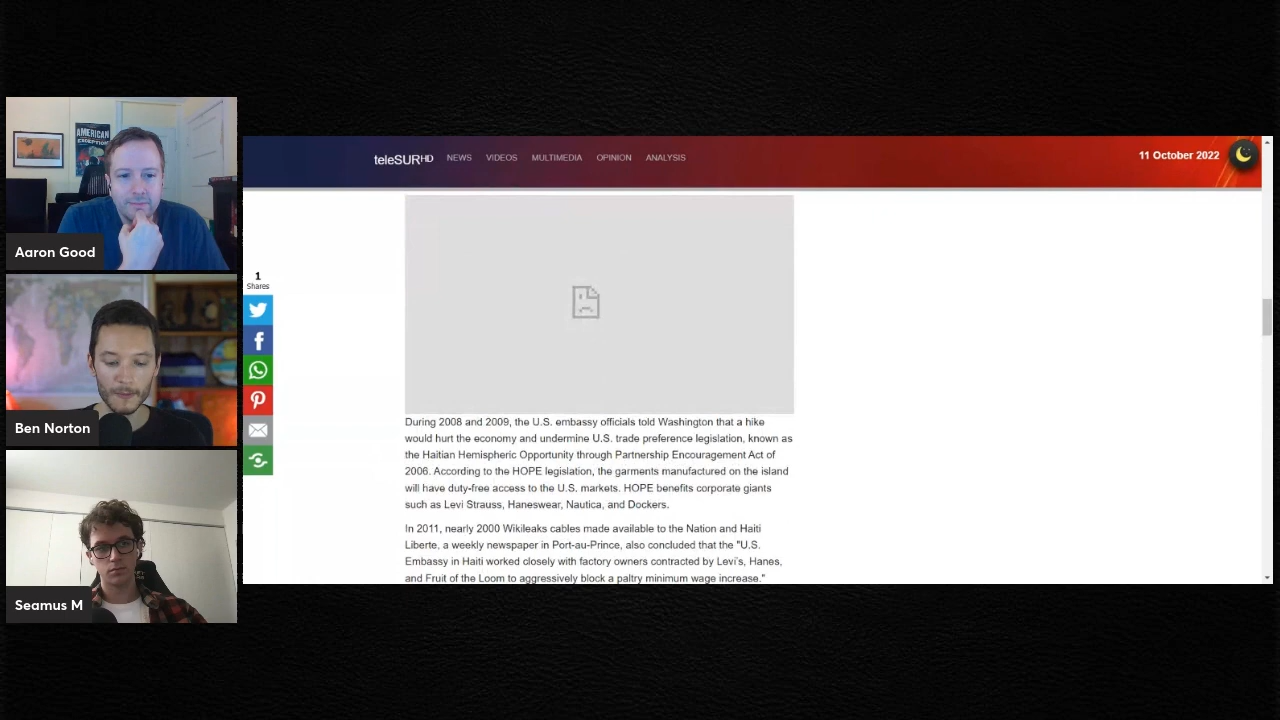 AMERICAN
EXCEPTION
Aaron Good
Ben Norton
Seamus M
teleSURHD NEWS VIDEOS MULTIMEDIA OPINION ANALYSIS 11 October 2022
1
Shares
During 2008 and 2009, the U.S. embassy officials told Washington that a hike
would hurt the economy and undermine U.S. trade preference legislation, known as
the Haitian Hemispheric Opportunity through Partnership Encouragement Act of
2006. According to the HOPE legislation, the garments manufactured on the island
will have duty-free access to the U.S. markets. HOPE benefits corporate giants
such as Levi Strauss, Haneswear, Nautica, and Dockers.
In 2011, nearly 2000 Wikileaks cables made available to the Nation and Haiti
Liberte, a weekly newspaper in Port-au-Prince, also concluded that the "U.S.
Embassy in Haiti worked closely with factory owners contracted by Levi's, Hanes,
and Fruit of the Loom to aggressively block a paltry minimum wage increase."